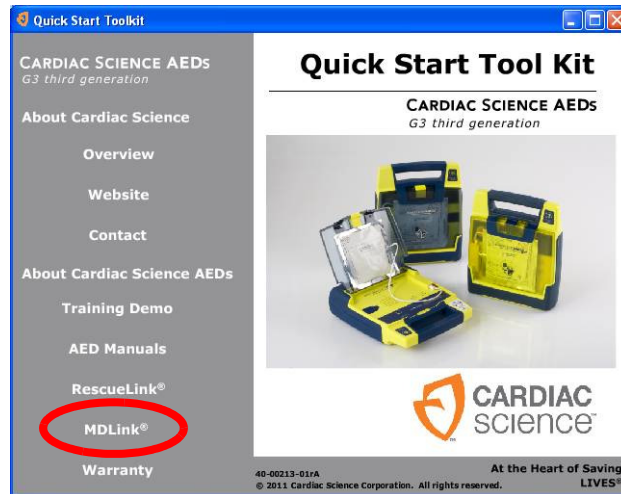 Quick Start Toolkit
CARDIAC SCIENCE AEDS
G3 third generation
About Cardiac Science
Overview
Website
Contact
About Cardiac Science AEDs
Training Demo
AED Manuals
RescueLink®
MDLink®
Warranty
Quick Start Tool Kit
CARDIAC SCIENCE AEDS
G3 third generation
CARDIAC
SCIENCE™
40-00213-01rA
© 2011 Cardiac Science Corporation. All rights reserved.
At the Heart of Saving
LIVES®